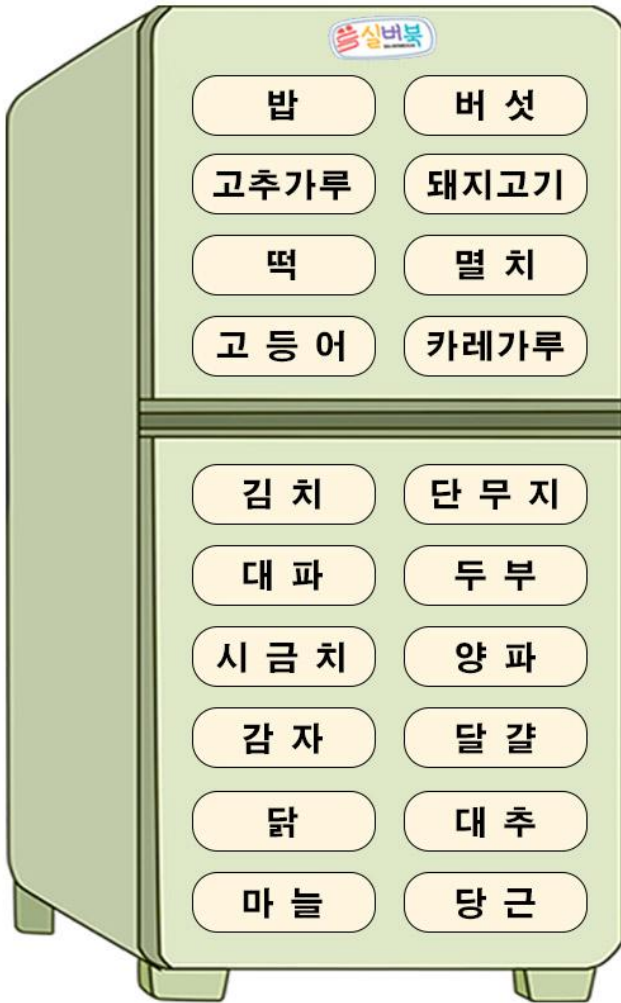 실버북
밥 버섯
고추가루 돼지고기
떡 멸치
고등어 카레가루
김치 단무지
대파 두부
시금치 양파
감자 달걀
닭 대추
마늘 당근